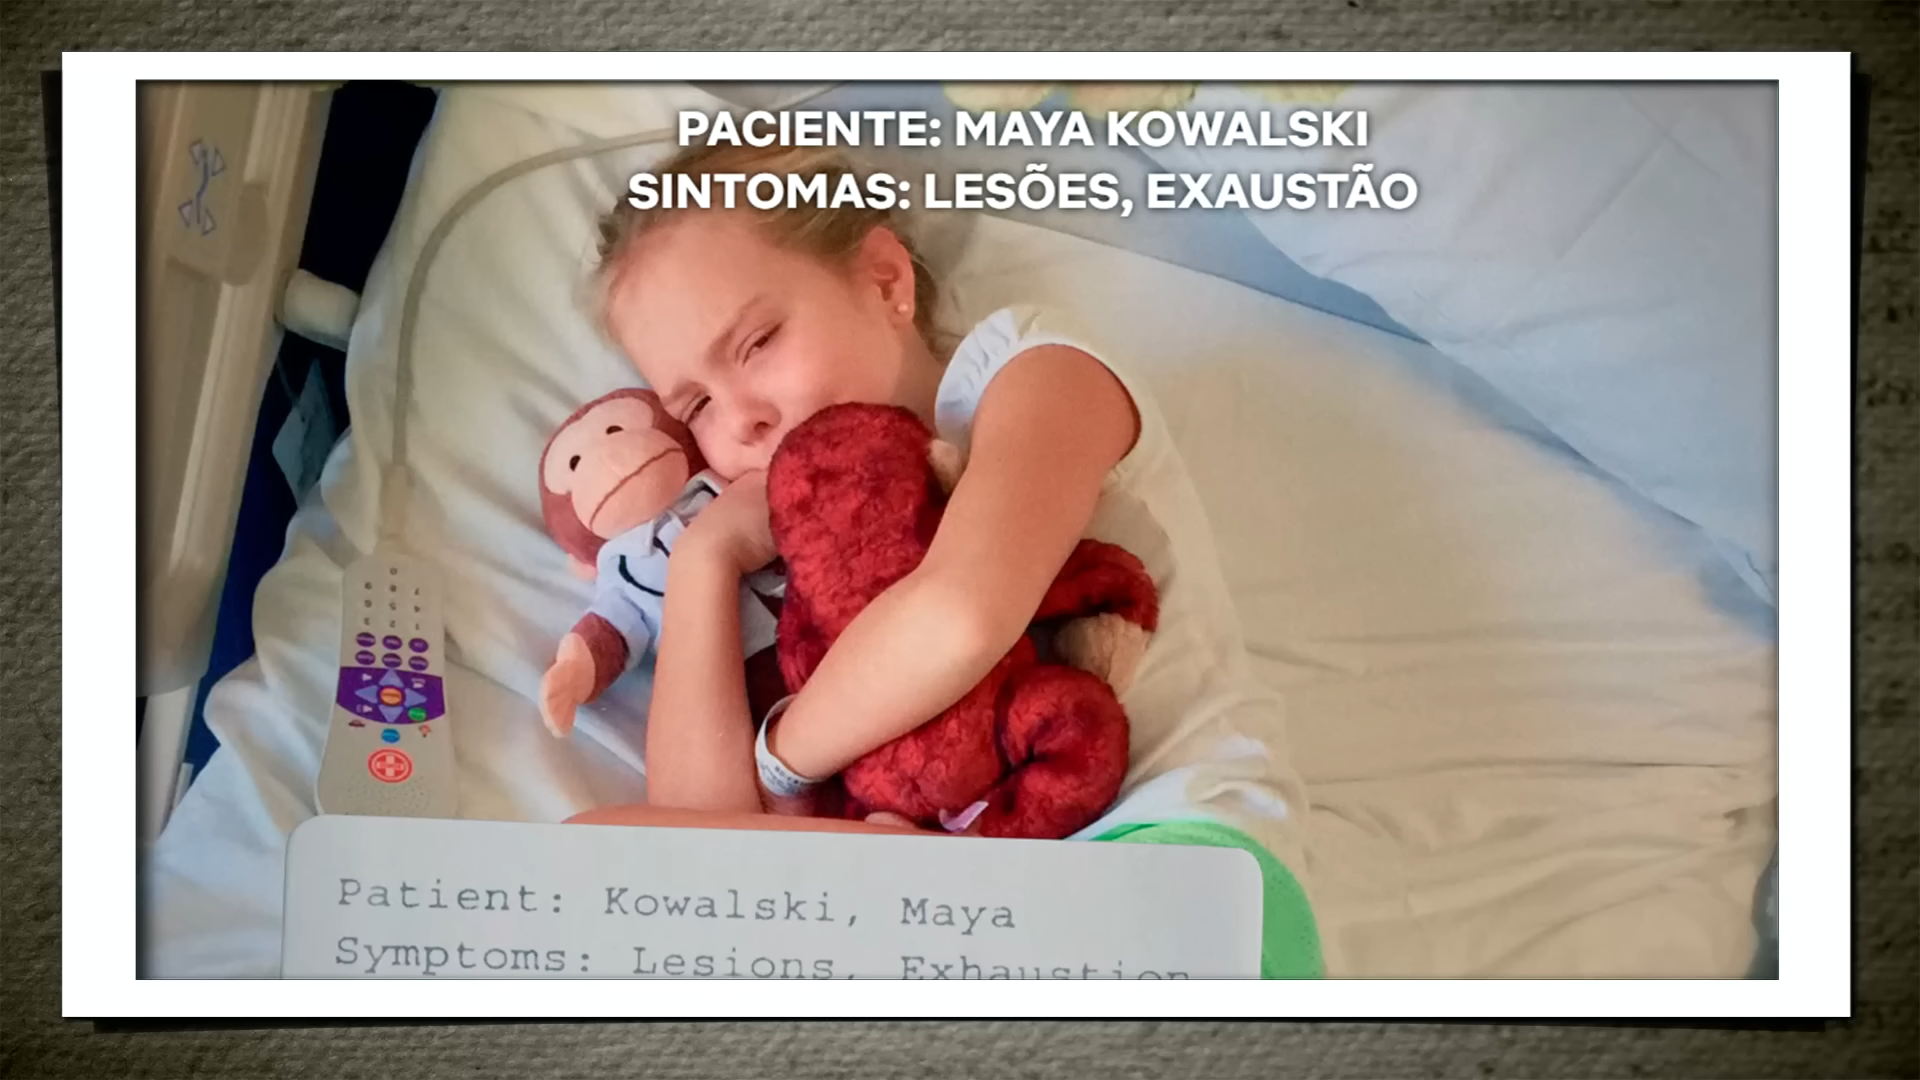 PACIENTE: MAYA KOWALSKI
SINTOMAS: LESÕES, EXAUSTÃO
Patient: Kowalski, Maya
Symptoms: Lesions, Exhaustion